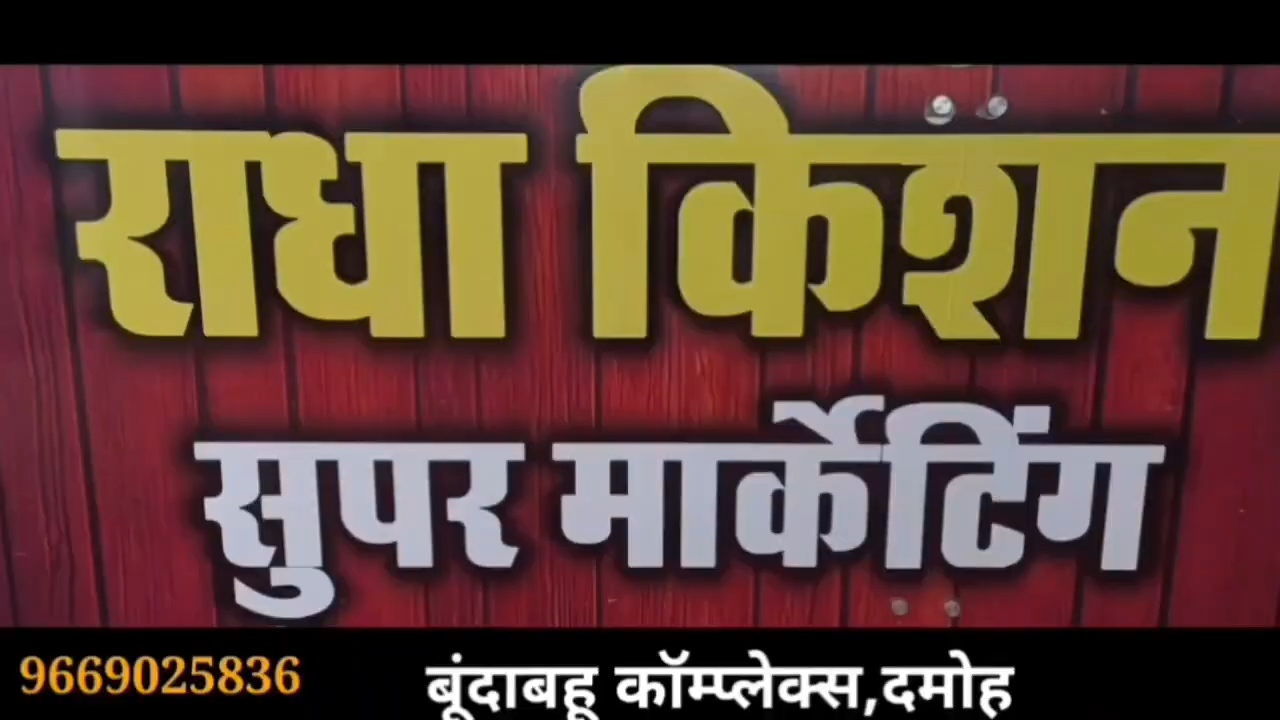 राधा किशन
सुपर मार्केटिंग
9669025836 बूंदाबहू कॉम्प्लेक्स,दमोह